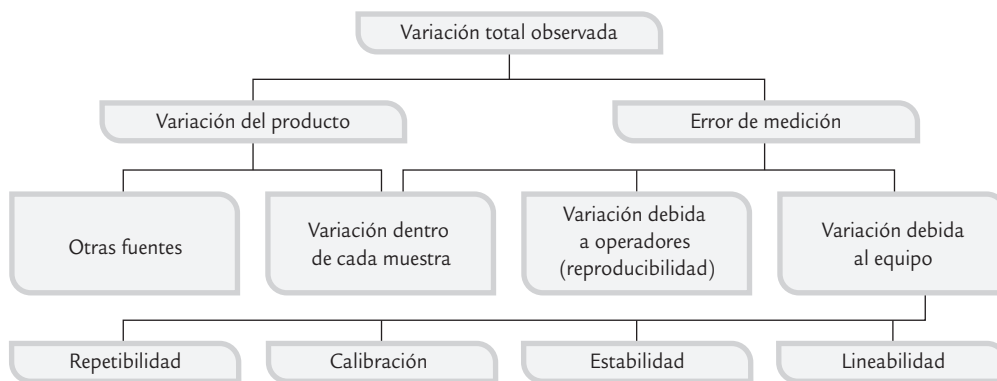 Variación total observada
Variación del producto
Error de medición
Otras fuentes
Variación dentro
de cada muestra
Variación debida
a operadores
(reproducibilidad)
Variación debida
al equipo
Repetibilidad
Calibración
Estabilidad
Lineabilidad